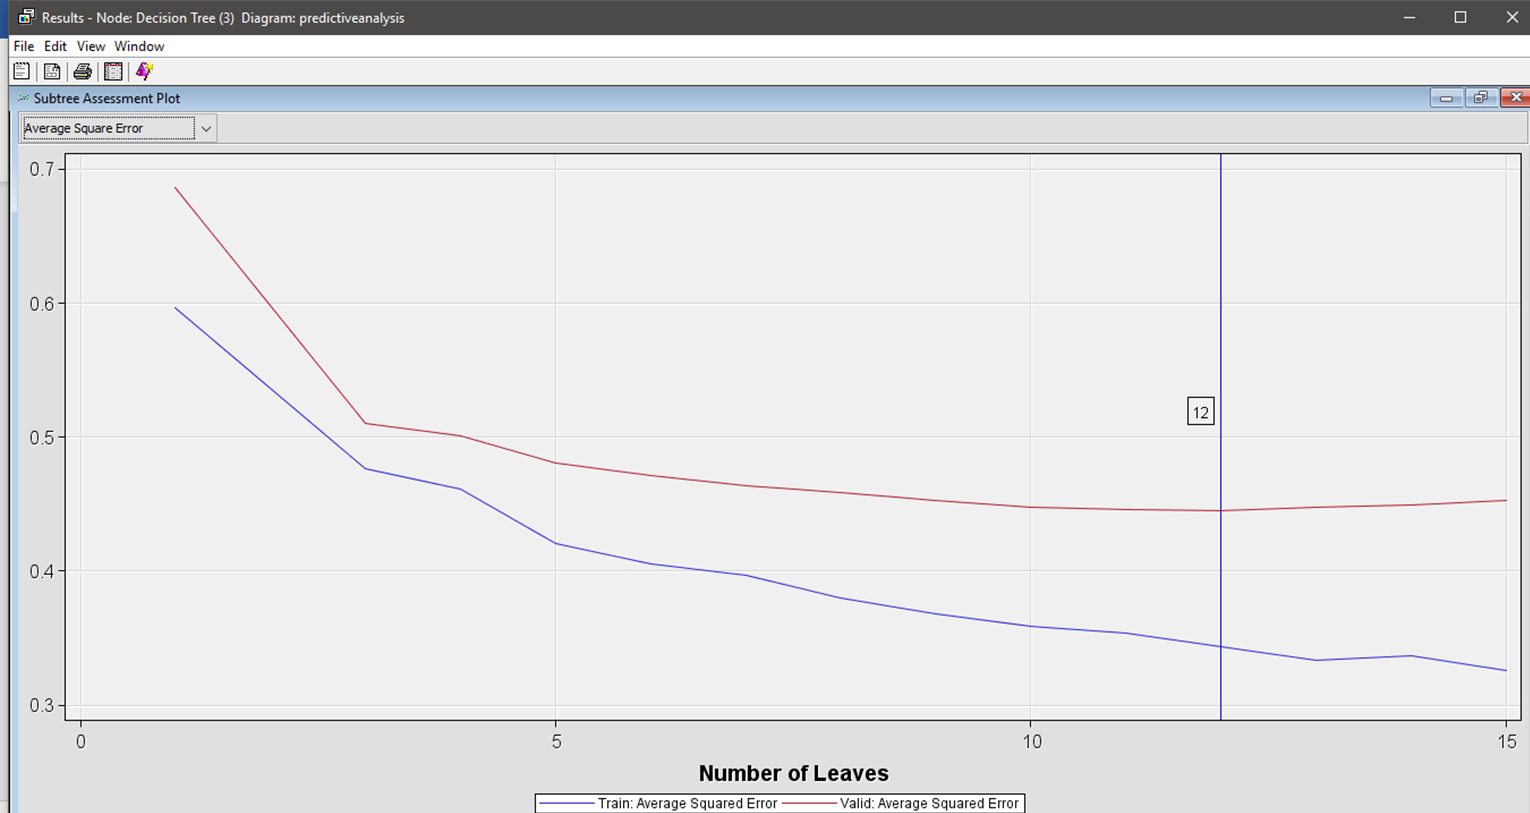 Results - Node: Decision Tree (3) Diagram: predictiveanalysis
File Edit View Window
Subtree Assessment Plot
Average Square Error
0.7
0.6
0.5
12
0.4
0.3
0 5 10 15
Number of Leaves
Train: Average Squared Error Valid: Average Squared Error